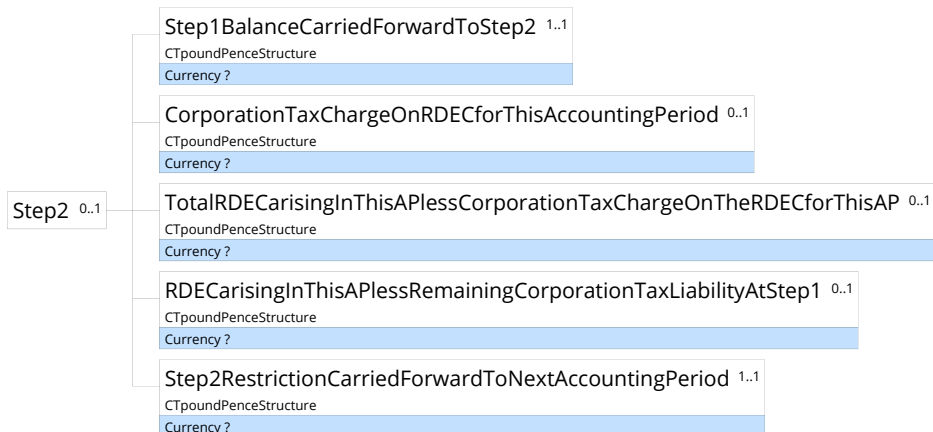 Step1BalanceCarriedForwardToStep2 1..1
CTpoundPenceStructure
Currency ?
CorporationTaxChargeOnRDECforThisAccountingPeriod 0..1
CTpoundPenceStructure
Currency ?
Step2 0..1
TotalRDECarisingInThisAPlessCorporationTaxChargeOnTheRDECforThisAP 0..1
CTpoundPenceStructure
Currency ?
RDECarisingInThisAPlessRemainingCorporationTaxLiabilityAtStep1 0..1
CTpoundPenceStructure
Currency ?
Step2RestrictionCarriedForwardToNextAccountingPeriod 1..1
CTpoundPenceStructure
Currency ?